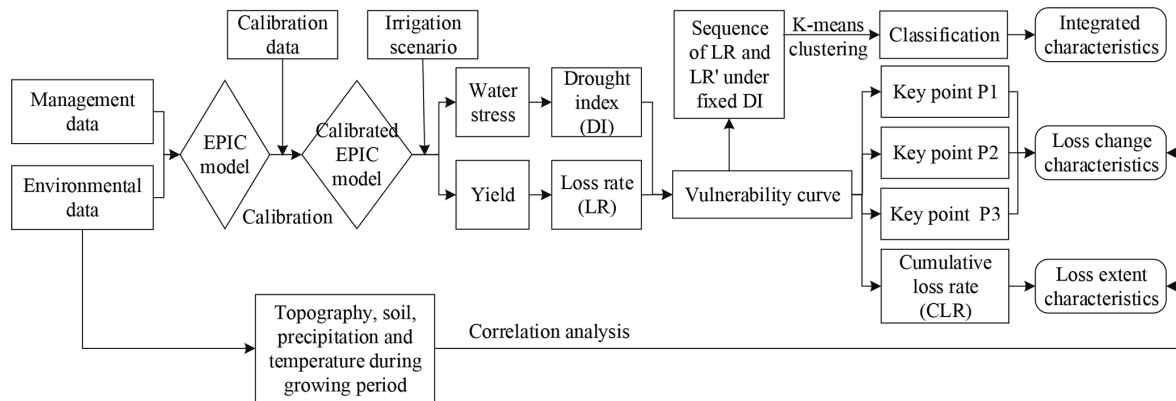 Calibration
data
Irrigation
scenario
Sequence
of LR and
LR' under
fixed DI
K-means
clustering
Classification
Integrated
characteristics
Management
data
Environmental
data
EPIC
model
Calibration
Calibrated
EPIC
model
Water
stress
Drought
index
(DI)
Yield
Loss rate
(LR)
Vulnerability curve
Key point P1
Key point P2
Key point P3
Loss change
characteristics
Cumulative
loss rate
(CLR)
Loss extent
characteristics
Topography, soil,
precipitation and
temperature during
growing period
Correlation analysis